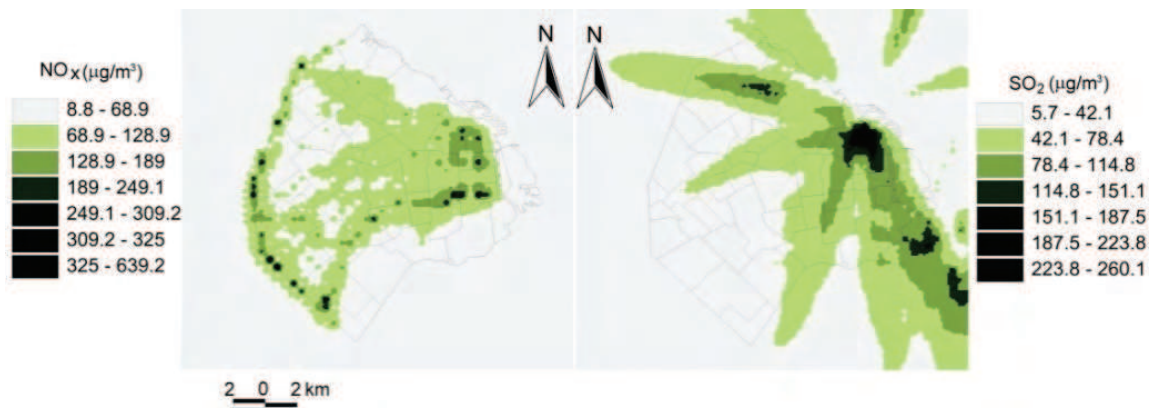 NOx (µg/m³)
8.8 - 68.9
68.9 - 128.9
128.9 - 189
189 - 249.1
249.1 - 309.2
309.2 - 325
325 - 639.2
N
N
SO₂ (µg/m³)
5.7 - 42.1
42.1 - 78.4
78.4 - 114.8
114.8 - 151.1
151.1 - 187.5
187.5 - 223.8
223.8 - 260.1
2 0 2 km